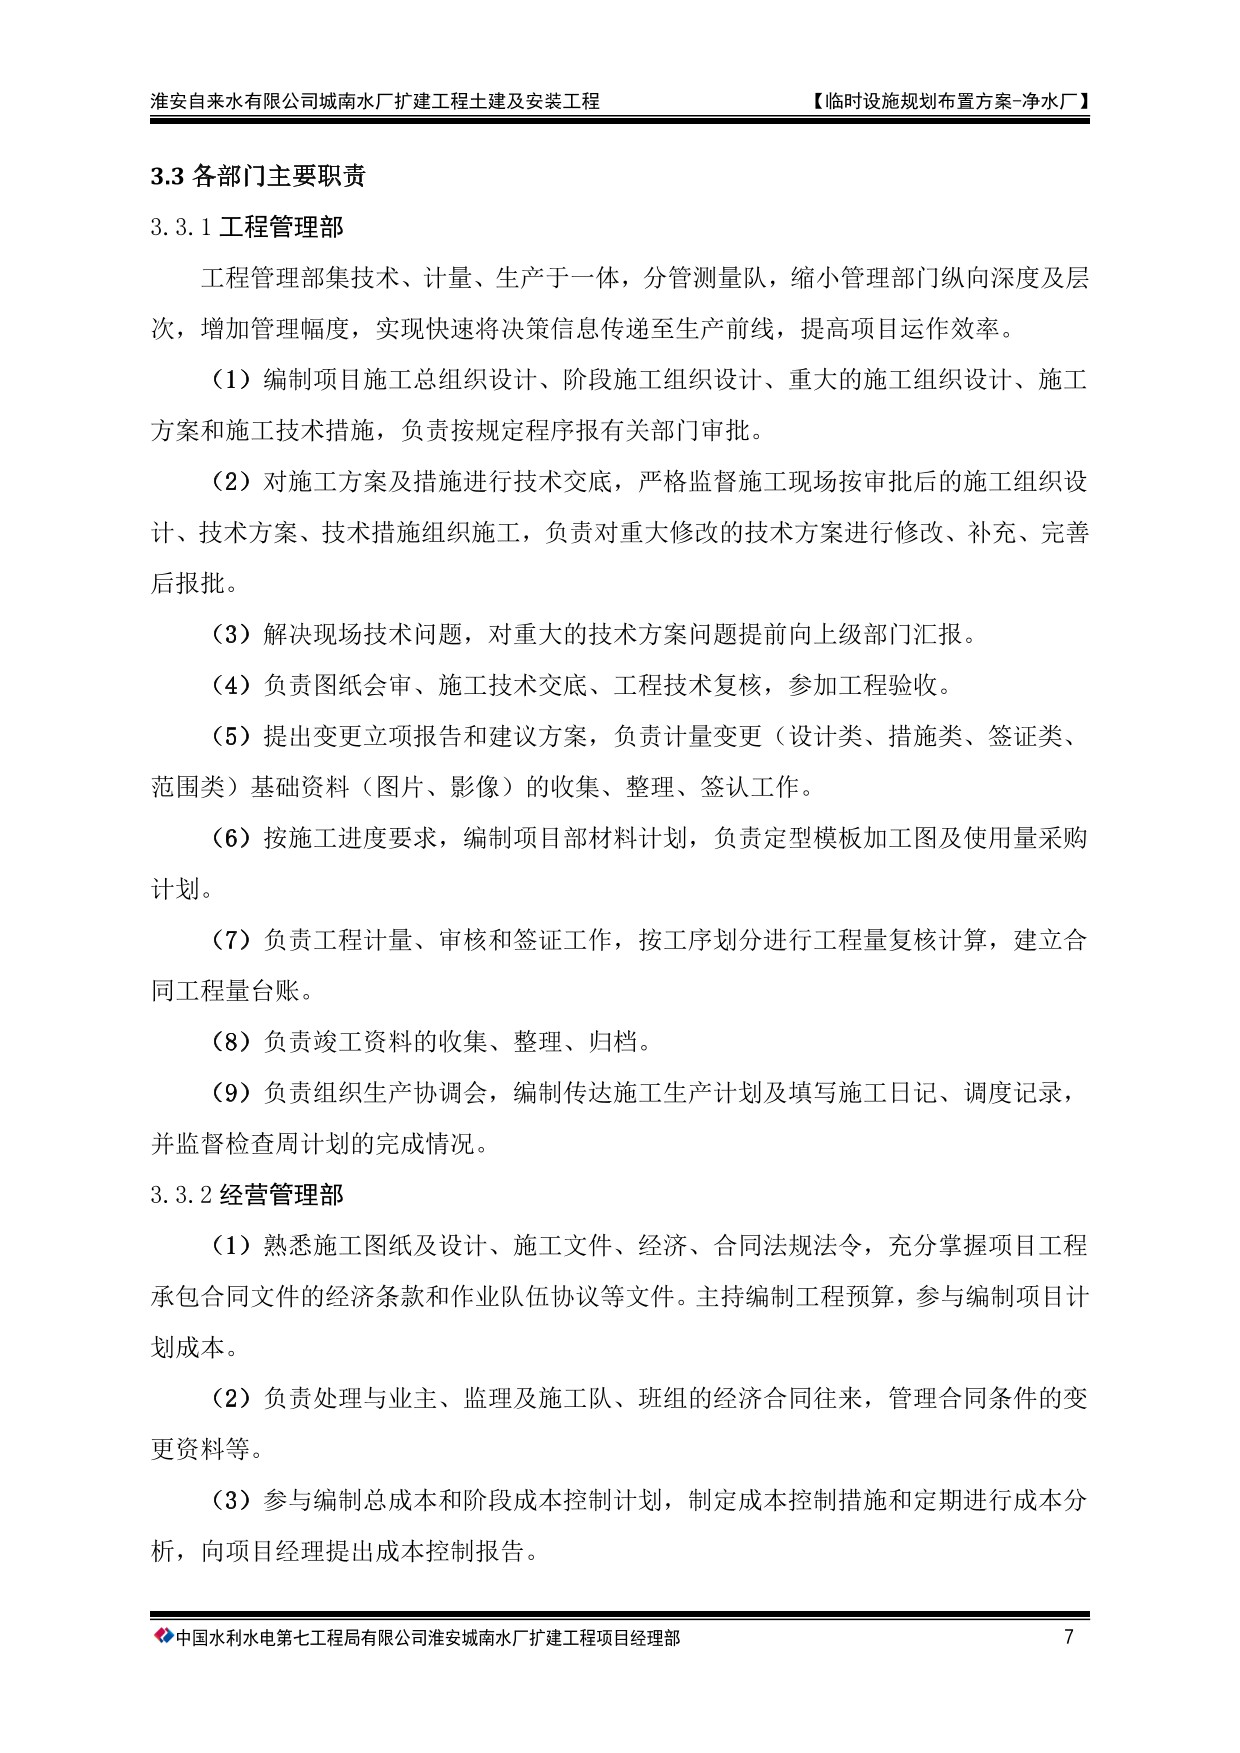 淮安自来水有限公司城南水厂扩建工程土建及安装工程 【临时设施规划布置方案-净水厂】
3.3 各部门主要职责
3.3.1 工程管理部
工程管理部集技术、计量、生产于一体，分管测量队，缩小管理部门纵向深度及层
次，增加管理幅度，实现快速将决策信息传递至生产前线，提高项目运作效率。
（1）编制项目施工总组织设计、阶段施工组织设计、重大的施工组织设计、施工
方案和施工技术措施，负责按规定程序报有关部门审批。
（2）对施工方案及措施进行技术交底，严格监督施工现场按审批后的施工组织设
计、技术方案、技术措施组织施工，负责对重大修改的技术方案进行修改、补充、完善
后报批。
（3）解决现场技术问题，对重大的技术方案问题提前向上级部门汇报。
（4）负责图纸会审、施工技术交底、工程技术复核，参加工程验收。
（5）提出变更立项报告和建议方案，负责计量变更（设计类、措施类、签证类、
范围类）基础资料（图片、影像）的收集、整理、签认工作。
（6）按施工进度要求，编制项目部材料计划，负责定型模板加工图及使用量采购
计划。
（7）负责工程计量、审核和签证工作，按工序划分进行工程量复核计算，建立合
同工程量台账。
（8）负责竣工资料的收集、整理、归档。
（9）负责组织生产协调会，编制传达施工生产计划及填写施工日记、调度记录，
并监督检查周计划的完成情况。
3.3.2 经营管理部
（1）熟悉施工图纸及设计、施工文件、经济、合同法规法令，充分掌握项目工程
承包合同文件的经济条款和作业队伍协议等文件。主持编制工程预算，参与编制项目计
划成本。
（2）负责处理与业主、监理及施工队、班组的经济合同往来，管理合同条件的变
更资料等。
（3）参与编制总成本和阶段成本控制计划，制定成本控制措施和定期进行成本分
析，向项目经理提出成本控制报告。
中国水利水电第七工程局有限公司淮安城南水厂扩建工程项目经理部 7